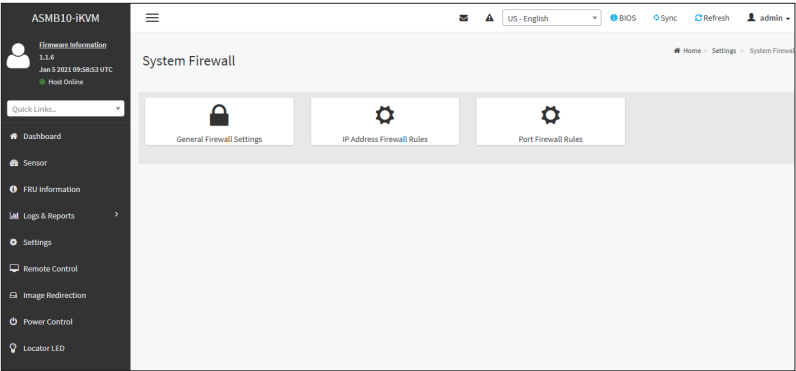 ASMB10-iKVM
Firmware Information
1.1.6
Jan 5 2021 09:58:53 UTC
Host Online
Quick Links..
Dashboard
Sensor
FRU Information
Logs & Reports
Settings
Remote Control
Image Redirection
Power Control
Locator LED
US - English
BIOS
Sync
Refresh
admin
System Firewall
Home > Settings > System Firewal
General Firewall Settings
IP Address Firewall Rules
Port Firewall Rules